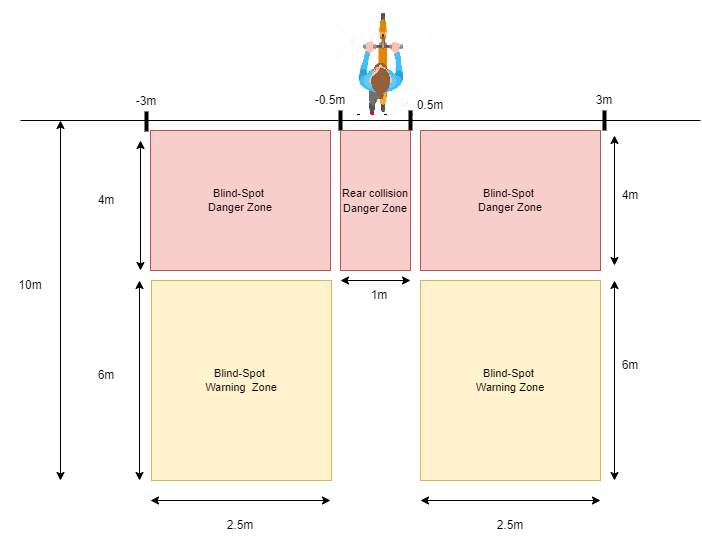 -3m
-0.5m
0.5m
3m
4m
Blind-Spot
Danger Zone
Rear collision
Danger Zone
Blind-Spot
Danger Zone
4m
10m
1m
6m
Blind-Spot
Warning Zone
Blind-Spot
Warning Zone
6m
2.5m
2.5m